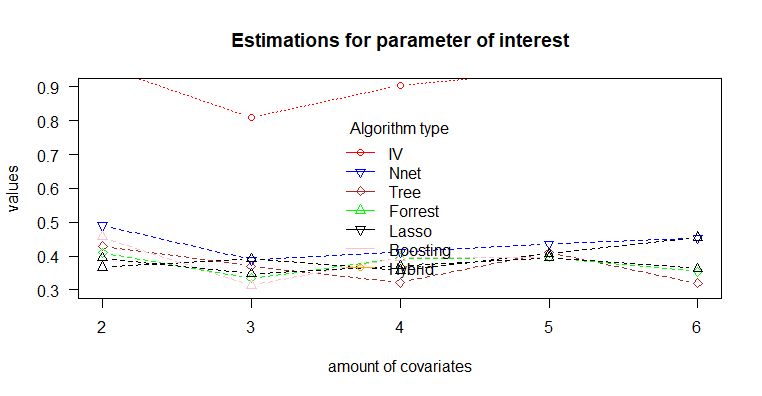 Estimations for parameter of interest
values
0.9
0.8
0.7
0.6
0.5
0.4
0.3
Algorithm type
IV
Nnet
Tree
Forrest
Lasso
Boosting
Hybrid
2 3 4 5 6
amount of covariates